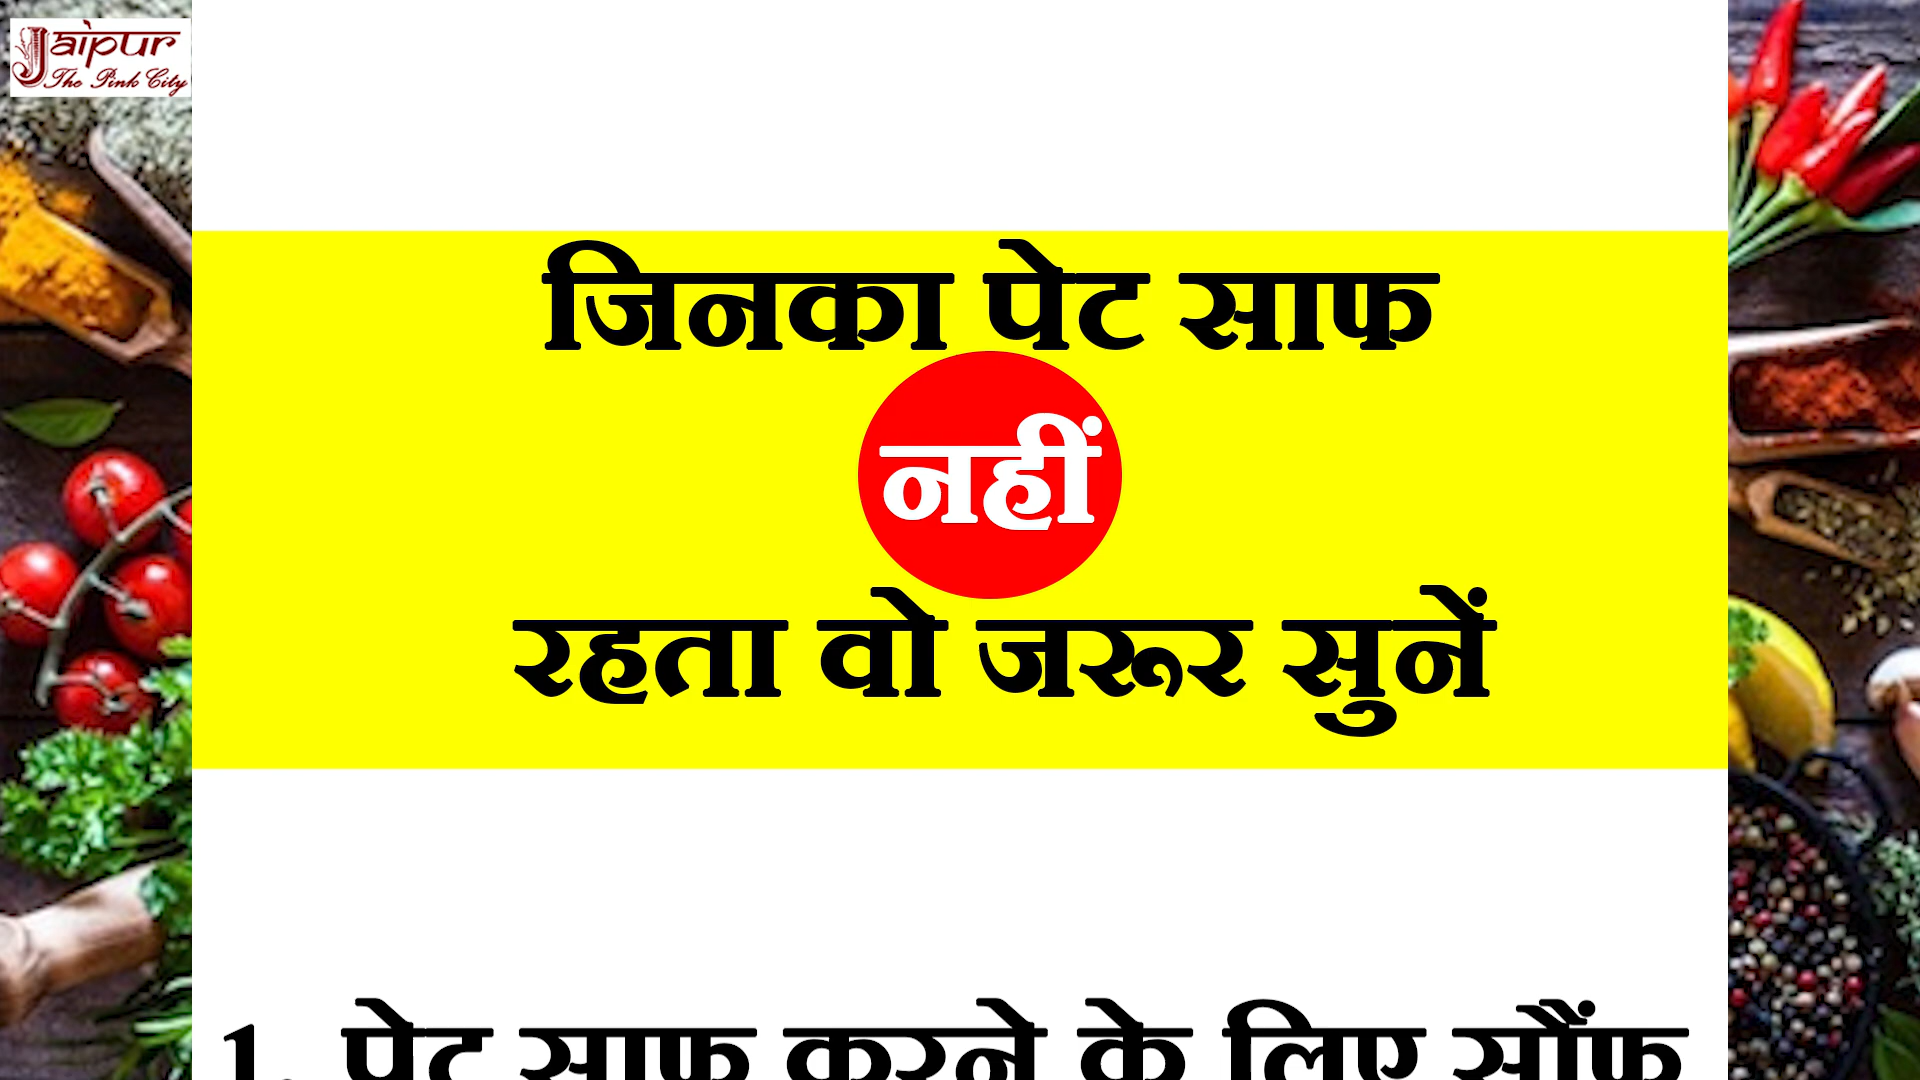 Jaipur
The Pink City
जिनका पेट साफ
नहीं
रहता वो जरूर सुनें
1. पेट साफ करने के लिए सौंफ